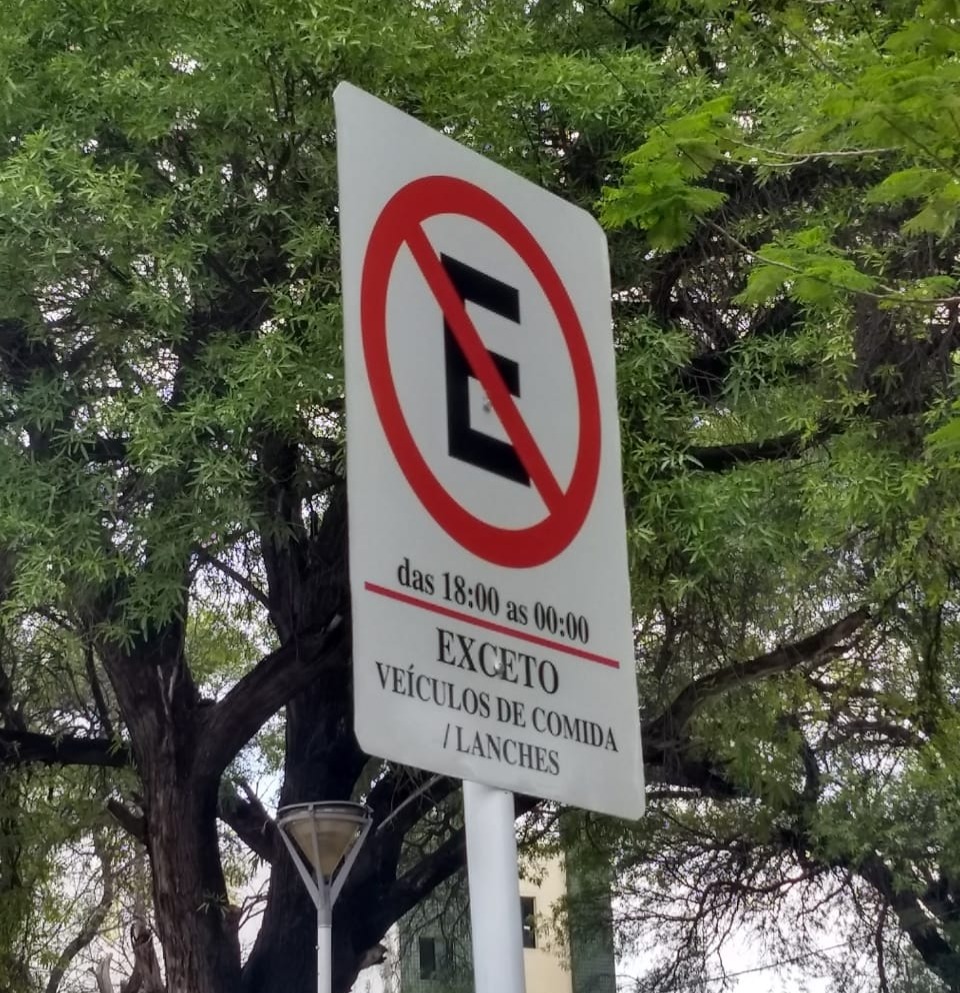 E
das 18:00 as 00:00
EXCETO
VEÍCULOS DE COMIDA
/ LANCHES